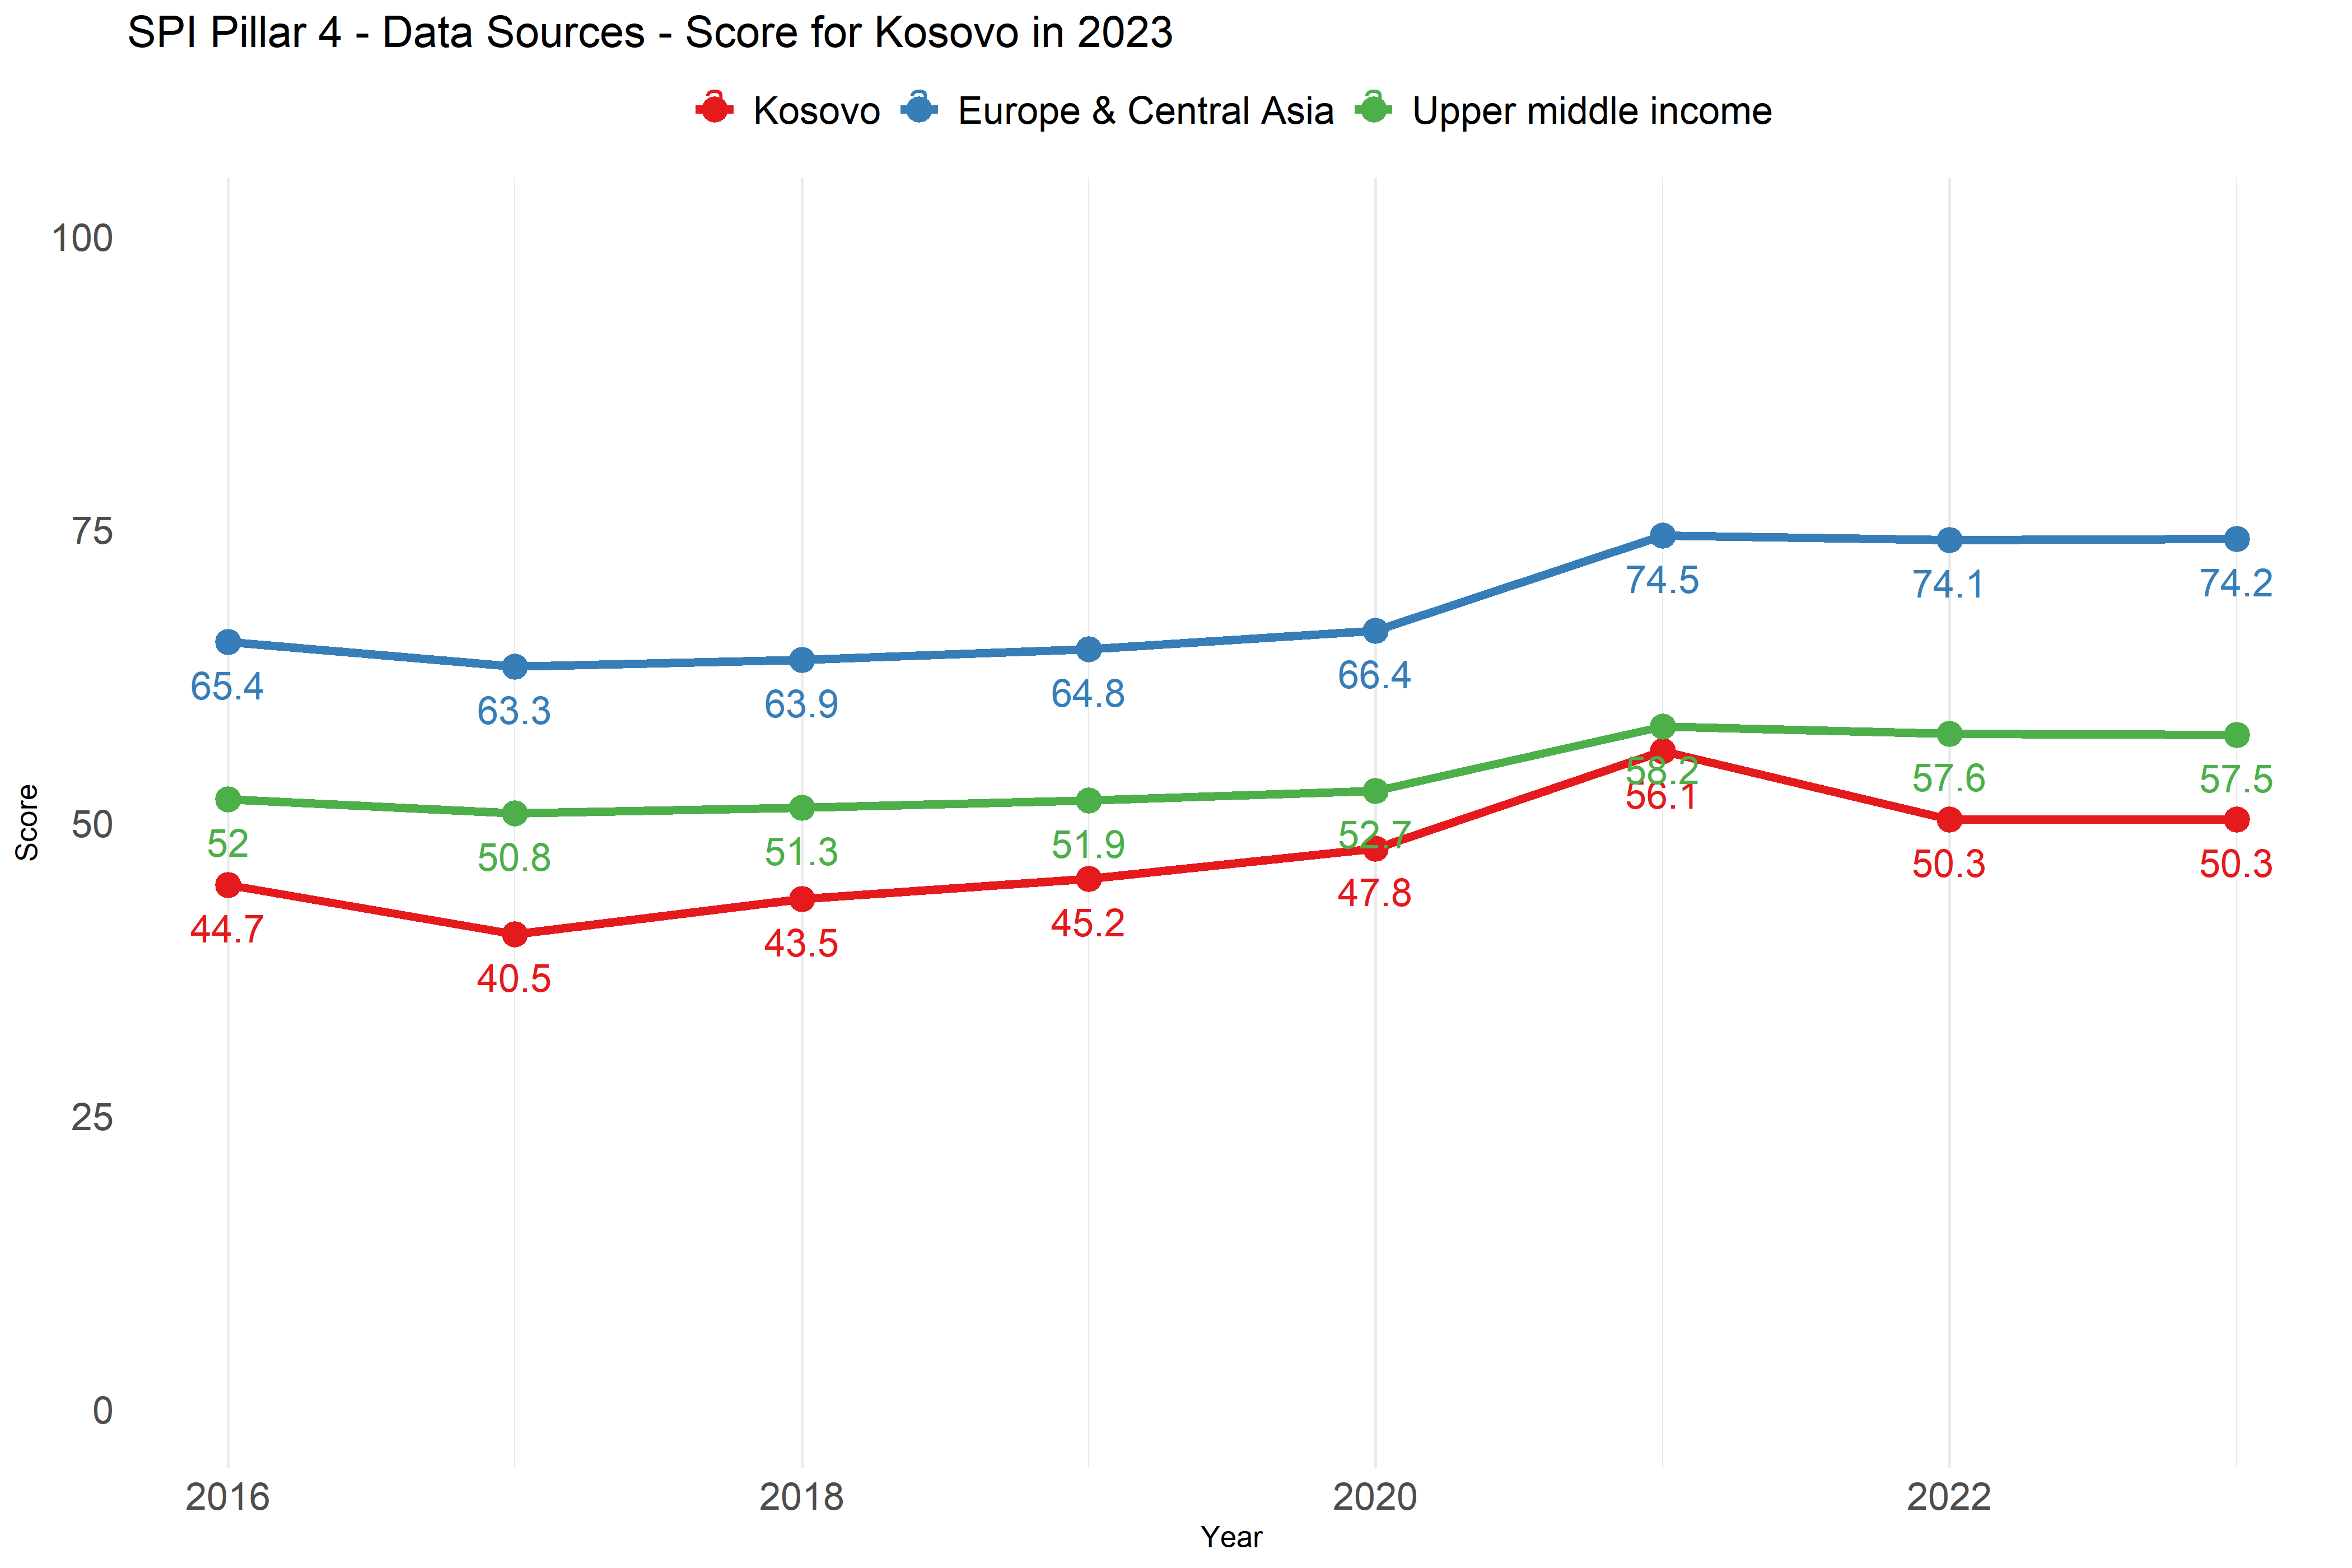 SPI Pillar 4 - Data Sources - Score for Kosovo in 2023
Kosovo Europe & Central Asia Upper middle income
100
75
50
25
0
Score
65.4 63.3 63.9 64.8 66.4 74.5 74.1 74.2
52 50.8 51.3 51.9 52.7 58.2 57.6 57.5
44.7 40.5 43.5 45.2 47.8 56.1 50.3 50.3
2016 2018 2020 2022
Year